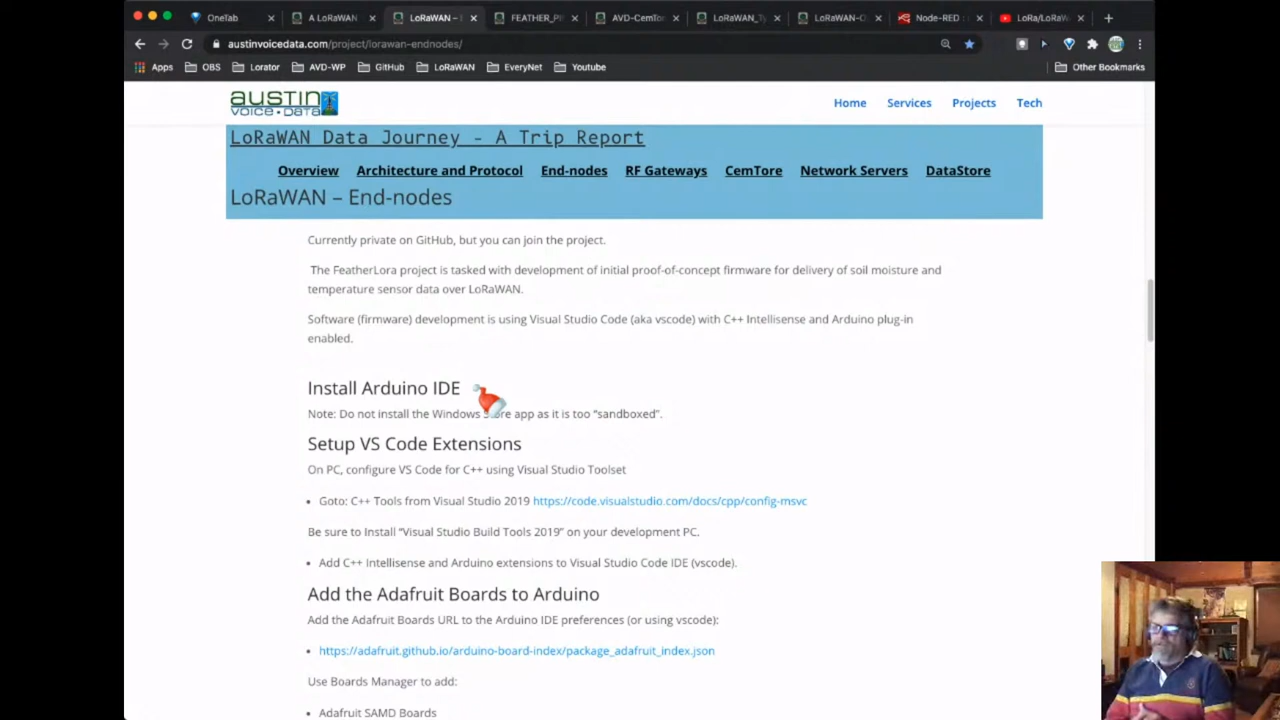 OneTab
A LoRaWAN
LoRaWAN – E
FEATHER_P
AVD-CemTor
LoRaWAN_Ty
LoRaWAN-O
Node-RED :
LoRa/LoRaW
austinvoicedata.com/project/lorawan-endnodes/
Apps
OBS
Lorator
AVD-WP
GitHub
LoRaWAN
EveryNet
Youtube
Other Bookmarks
AUSTIN
VOICE • DATA
Home
Services
Projects
Tech
LoRaWAN Data Journey - A Trip Report
Overview
Architecture and Protocol
End-nodes
RF Gateways
CemTore
Network Servers
DataStore
LoRaWAN – End-nodes
Currently private on GitHub, but you can join the project.
The FeatherLora project is tasked with development of initial proof-of-concept firmware for delivery of soil moisture and
temperature sensor data over LoRaWAN.
Software (firmware) development is using Visual Studio Code (aka vscode) with C++ Intellisense and Arduino plug-in
enabled.
Install Arduino IDE
Note: Do not install the Windows Store app as it is too “sandboxed”.
Setup VS Code Extensions
On PC, configure VS Code for C++ using Visual Studio Toolset
• Goto: C++ Tools from Visual Studio 2019 https://code.visualstudio.com/docs/cpp/config-msvc
Be sure to Install “Visual Studio Build Tools 2019” on your development PC.
• Add C++ Intellisense and Arduino extensions to Visual Studio Code IDE (vscode).
Add the Adafruit Boards to Arduino
Add the Adafruit Boards URL to the Arduino IDE preferences (or using vscode):
• https://adafruit.github.io/arduino-board-index/package_adafruit_index.json
Use Boards Manager to add:
• Adafruit SAMD Boards